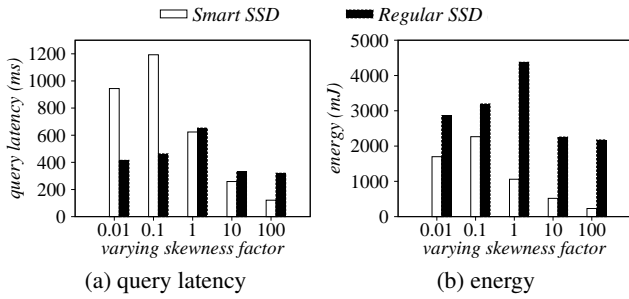 Smart SSD Regular SSD
query latency (ms)
1200
1000
800
600
400
200
0
0.01 0.1 1 10 100
varying skewness factor
(a) query latency
energy (mJ)
5000
4000
3000
2000
1000
0
0.01 0.1 1 10 100
varying skewness factor
(b) energy